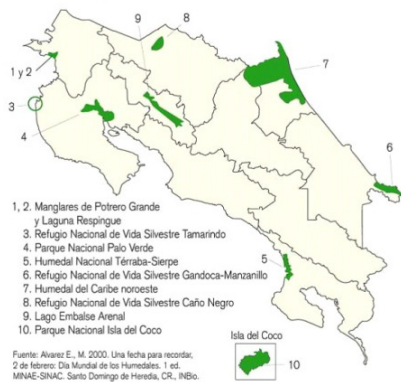 9
8
1 y 2
7
3
4
6
1, 2. Manglares de Potrero Grande
y Laguna Respingue
3. Refugio Nacional de Vida Silvestre Tamarindo
4. Parque Nacional Palo Verde
5. Humedal Nacional Térraba-Sierpe
6. Refugio Nacional de Vida Silvestre Gandoca-Manzanillo
7. Humedal del Caribe noroeste
8. Refugio Nacional de Vida Silvestre Caño Negro
9. Lago Embalse Arenal
10. Parque Nacional Isla del Coco
5
Isla del Coco
10
Fuente: Alvarez E., M. 2000. Una fecha para recordar,
2 de febrero: Día Mundial de los Humedales. 1 ed.
MINAE-SINAC. Santo Domingo de Heredia, CR., INBio.